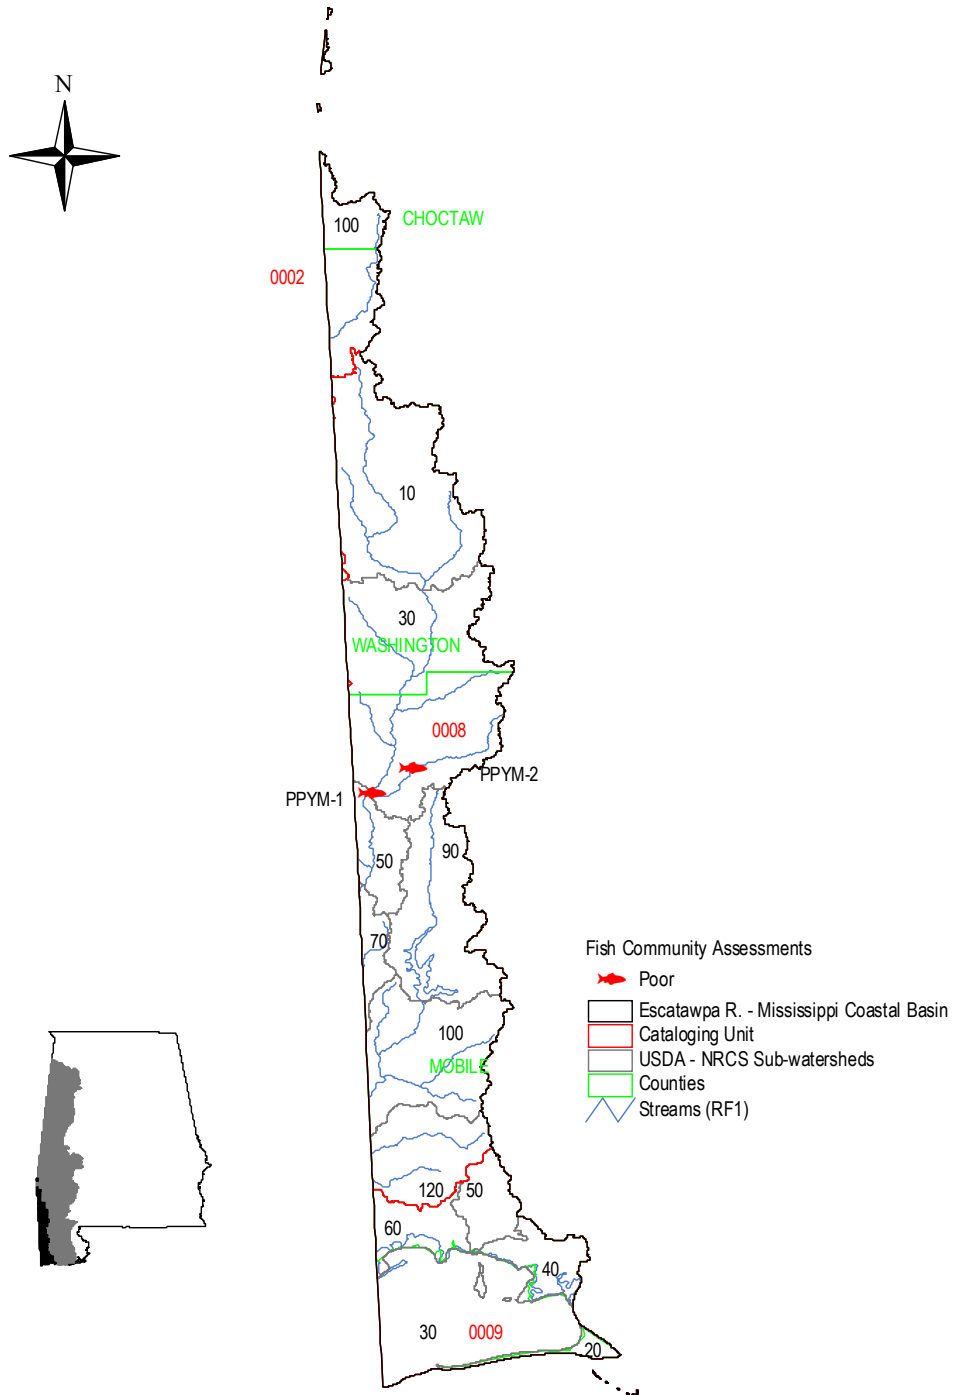 N
100
CHOCTAW
0002
10
30
WASHINGTON
0008
PPYM-2
PPYM-1
50
90
70
100
MOBILE
120
50
60
40
30
0009
20
Fish Community Assessments
Poor
Escatawpa R. - Mississippi Coastal Basin
Cataloging Unit
USDA - NRCS Sub-watersheds
Counties
Streams (RF1)